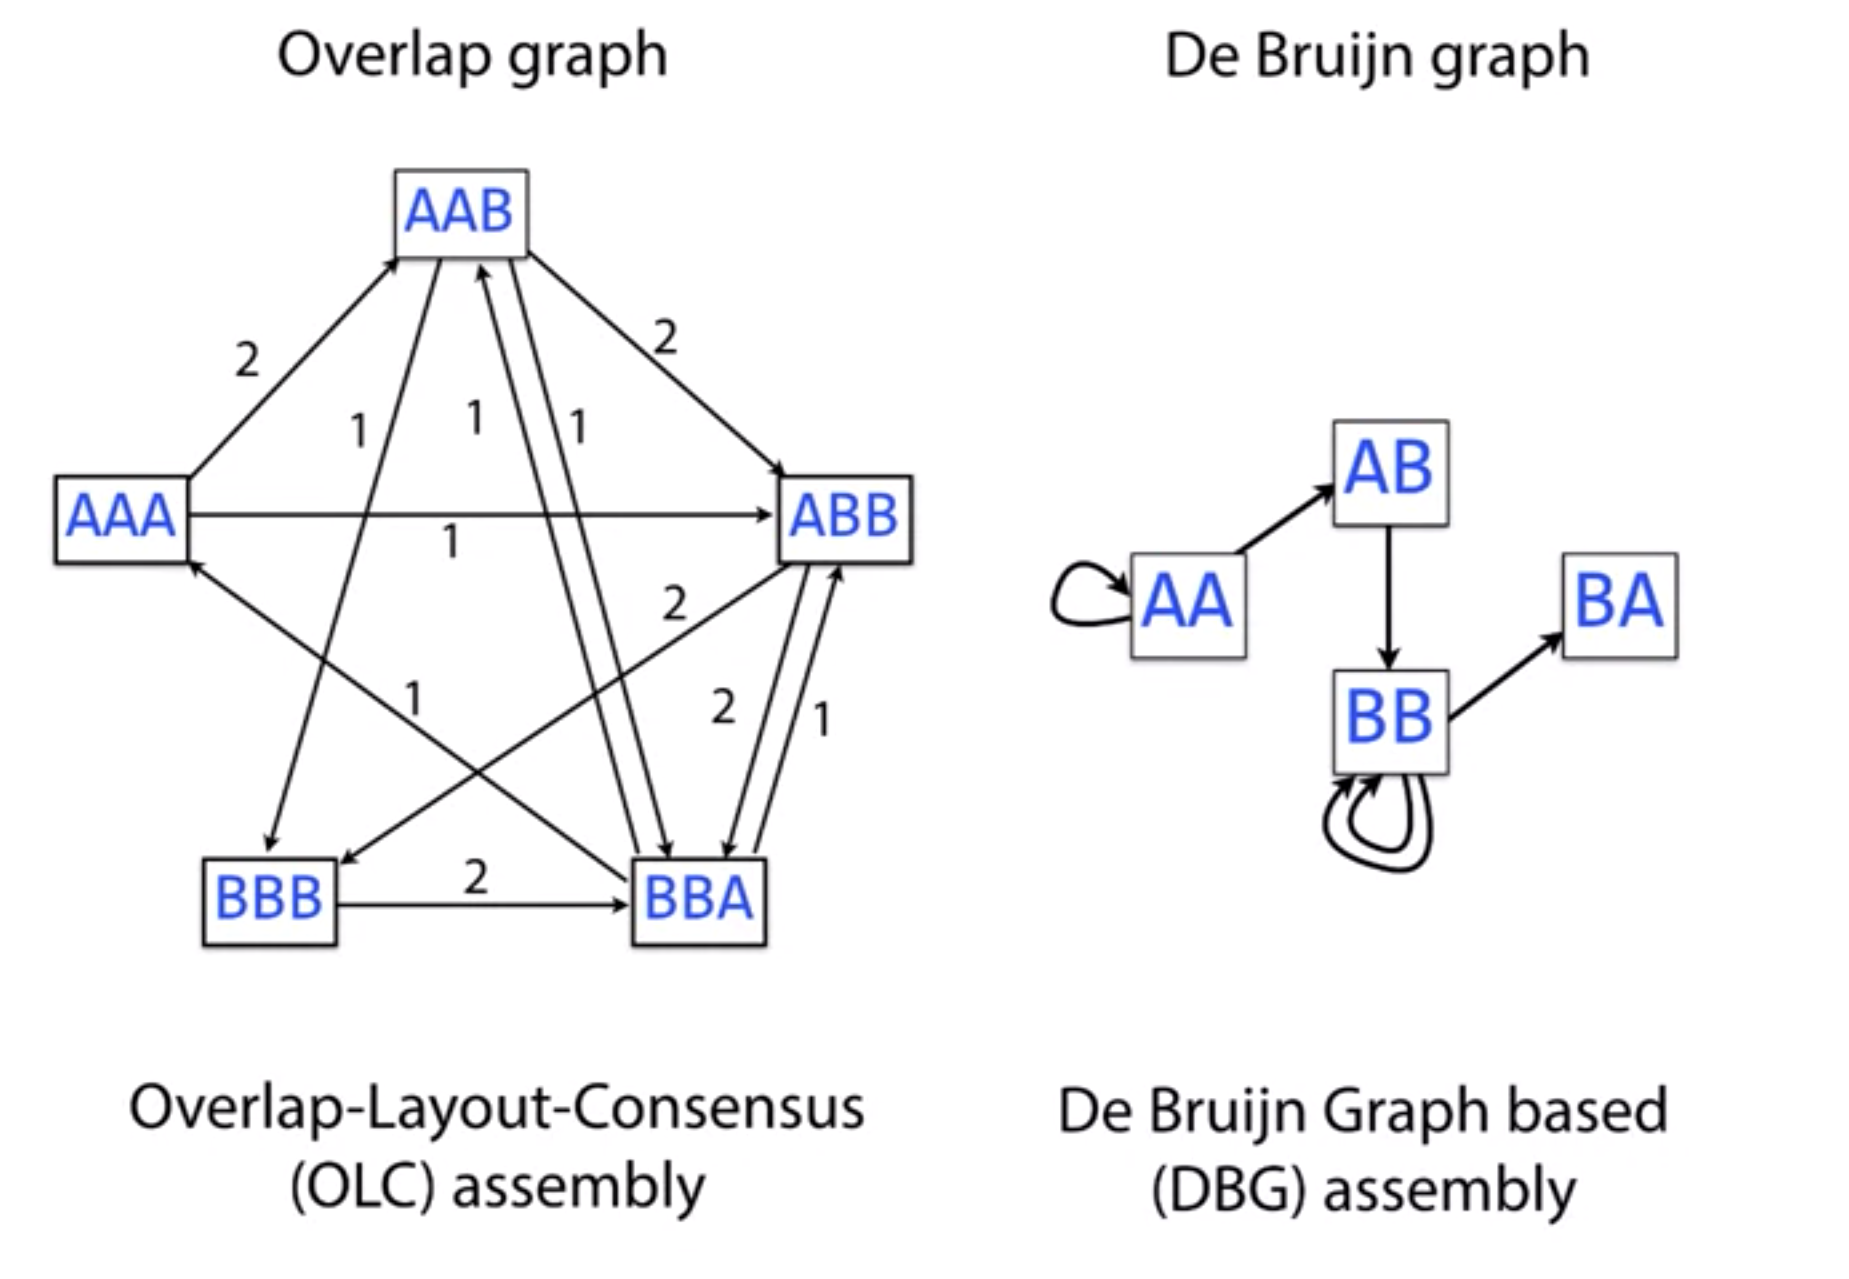 Overlap graph
De Bruijn graph
AAB
2
2
1
1
1
AAA
1
ABB
2
1
2
1
BBB
2
BBA
AB
AA
BA
BB
Overlap-Layout-Consensus
(OLC) assembly
De Bruijn Graph based
(DBG) assembly